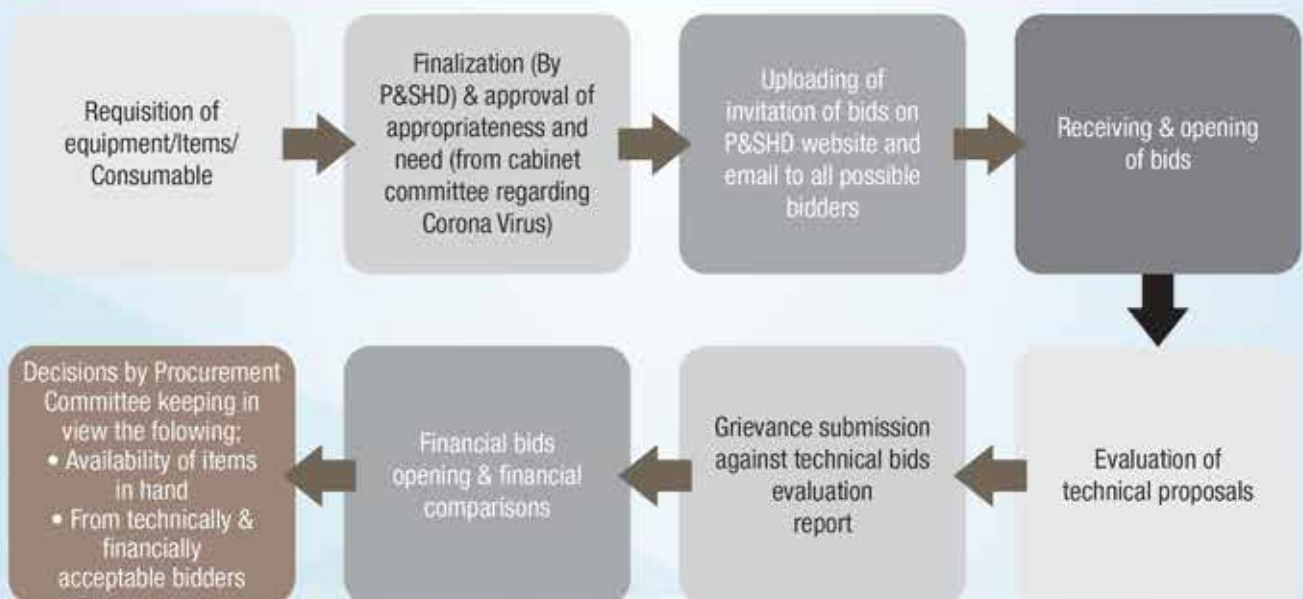 Requisition of
equipment/Items/
Consumable
Finalization (By
P&SHD) & approval of
appropriateness and
need (from cabinet
committee regarding
Corona Virus)
Uploading of
invitation of bids on
P&SHD website and
email to all possible
bidders
Receiving & opening
of bids
Evaluation of
technical proposals
Grievance submission
against technical bids
evaluation
report
Financial bids
opening & financial
comparisons
Decisions by Procurement
Committee keeping in
view the folowing;
• Availability of items
in hand
• From technically &
financially
acceptable bidders